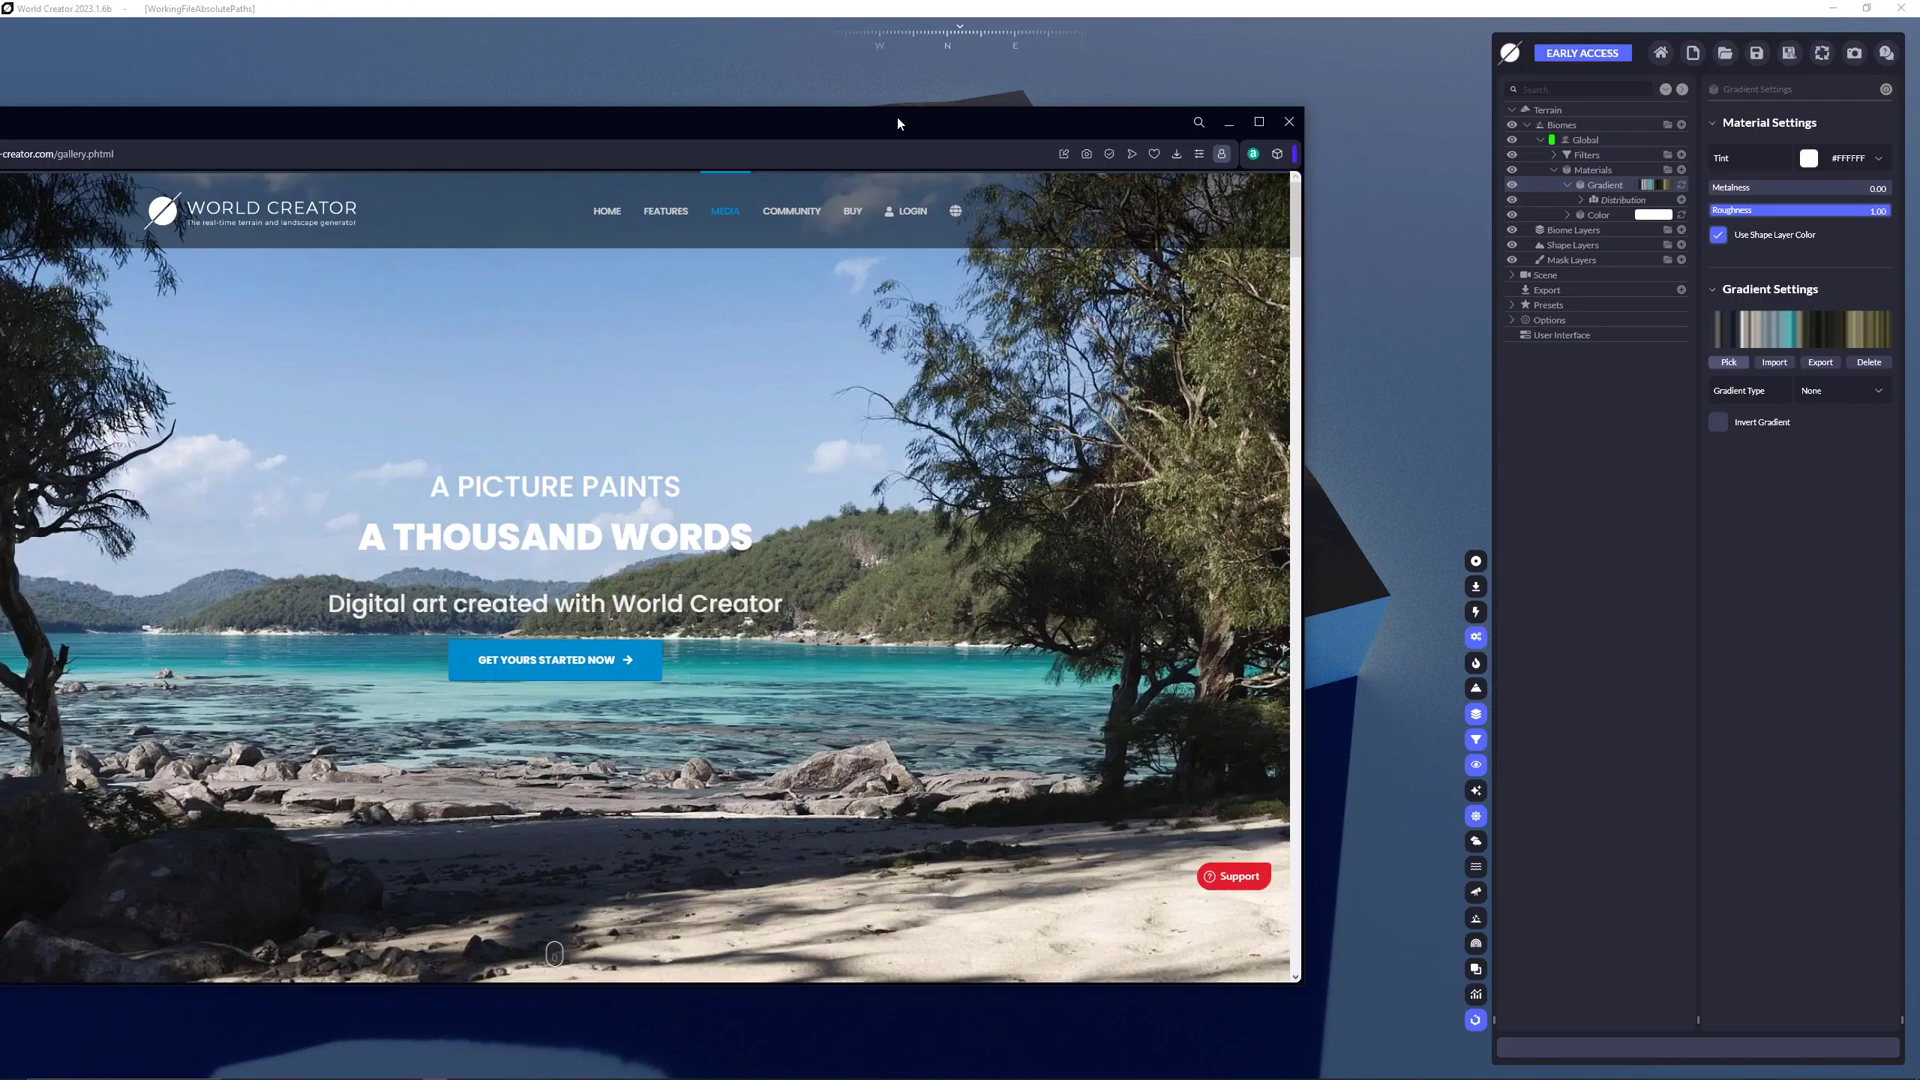 World Creator 2023.1.6b - [WorkingFileAbsolutePaths]
W N E
-creator.com/gallery.phtml
WORLD CREATOR
The real-time terrain and landscape generator
HOME FEATURES MEDIA COMMUNITY BUY LOGIN
A PICTURE PAINTS
A THOUSAND WORDS
Digital art created with World Creator
GET YOURS STARTED NOW
Support
EARLY ACCESS
Search
Terrain
Biomes
Global
Filters
Materials
Gradient
Distribution
Color
Biome Layers
Shape Layers
Mask Layers
Scene
Export
Presets
Options
User Interface
Gradient Settings
Material Settings
Tint #FFFFFF
Metalness 0.00
Roughness 1.00
Use Shape Layer Color
Gradient Settings
Pick Import Export Delete
Gradient Type None
Invert Gradient